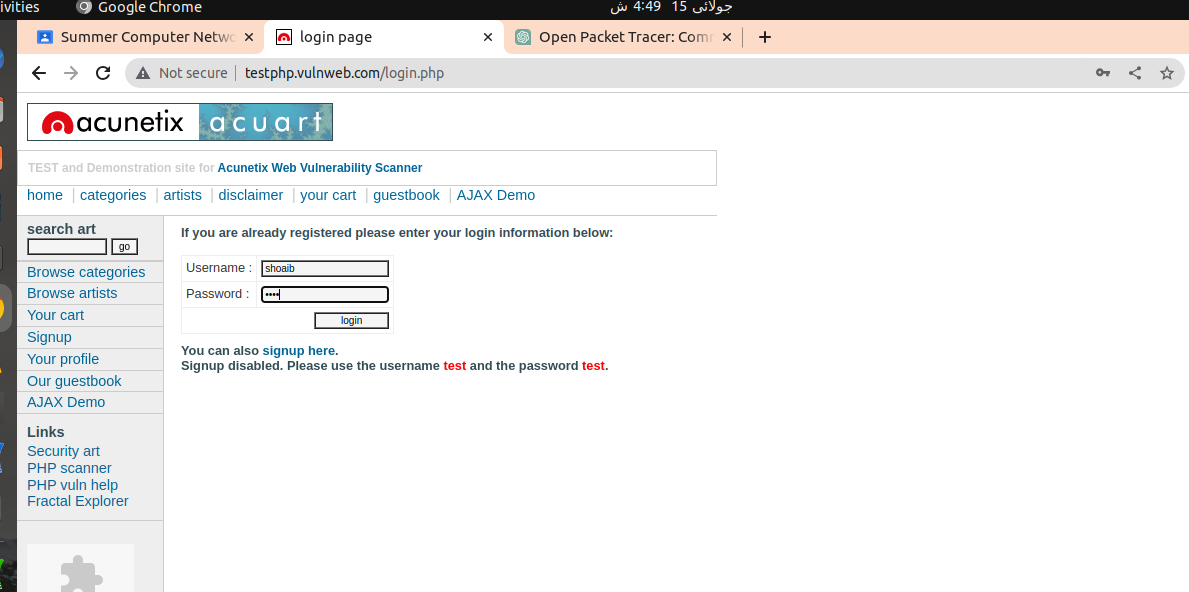 ivities
Google Chrome
جولائی 15 4:49 ش
Summer Computer Netwo
login page
Open Packet Tracer: Comm
Not secure
testphp.vulnweb.com/login.php
acunetix acuart
TEST and Demonstration site for Acunetix Web Vulnerability Scanner
home | categories | artists | disclaimer | your cart | guestbook | AJAX Demo
search art
go
Browse categories
Browse artists
Your cart
Signup
Your profile
Our guestbook
AJAX Demo
Links
Security art
PHP scanner
PHP vuln help
Fractal Explorer
If you are already registered please enter your login information below:
Username : shoaib
Password : ••••
login
You can also signup here.
Signup disabled. Please use the username test and the password test.